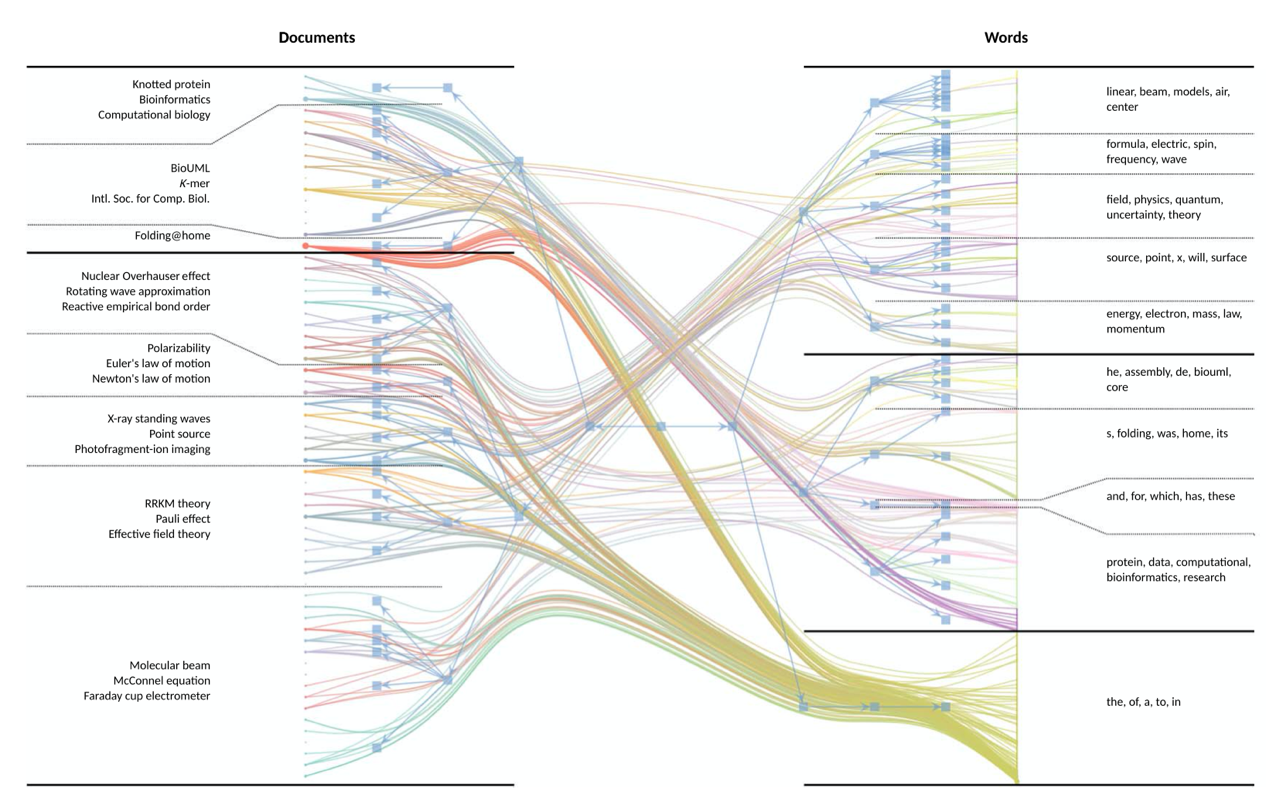 Documents
Knotted protein
Bioinformatics
Computational biology
BioUML
K-mer
Intl. Soc. for Comp. Biol.
Folding@home
Nuclear Overhauser effect
Rotating wave approximation
Reactive empirical bond order
Polarizability
Euler's law of motion
Newton's law of motion
X-ray standing waves
Point source
Photofragment-ion imaging
RRKM theory
Pauli effect
Effective field theory
Molecular beam
McConnel equation
Faraday cup electrometer
Words
linear, beam, models, air,
center
formula, electric, spin,
frequency, wave
field, physics, quantum,
uncertainty, theory
source, point, x, will, surface
energy, electron, mass, law,
momentum
he, assembly, de, biouml,
core
s, folding, was, home, its
and, for, which, has, these
protein, data, computational,
bioinformatics, research
the, of, a, to, in